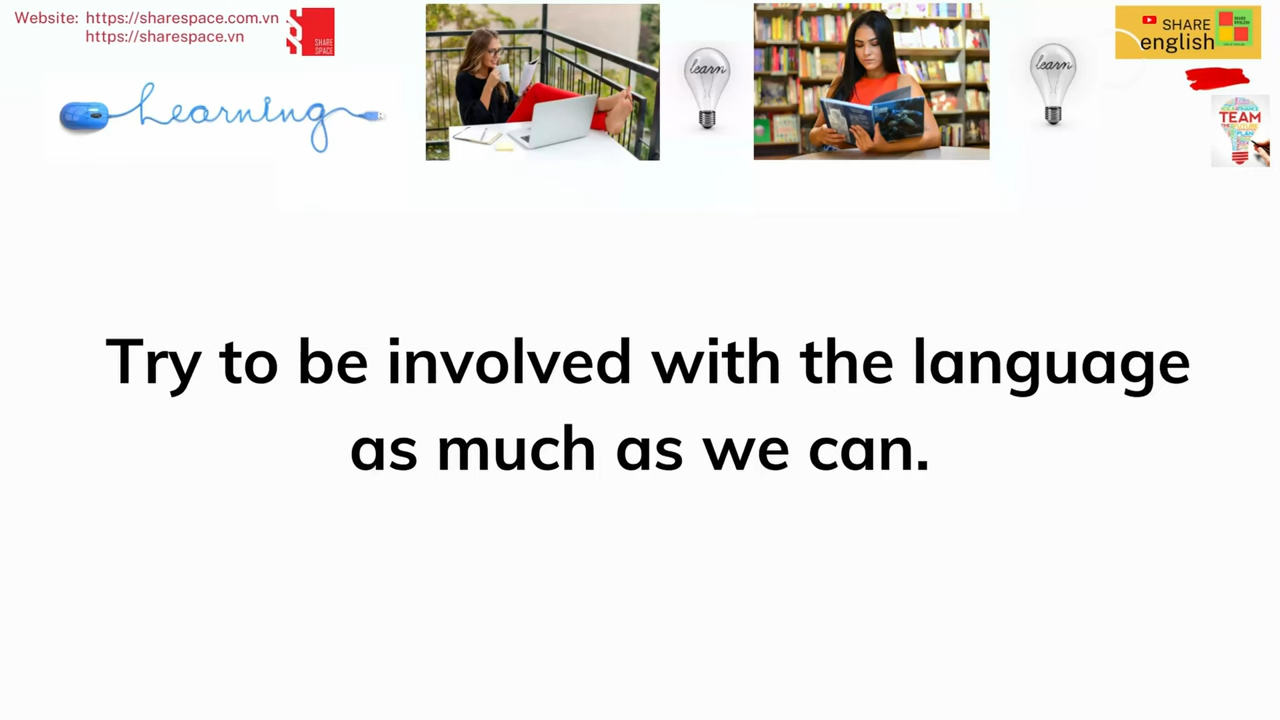 Website: https://sharespace.com.vn
https://sharespace.vn
SHARE
SPACE
Learning
learn
learn
SHARE
english
TEAM
PLAN
Try to be involved with the language
as much as we can.